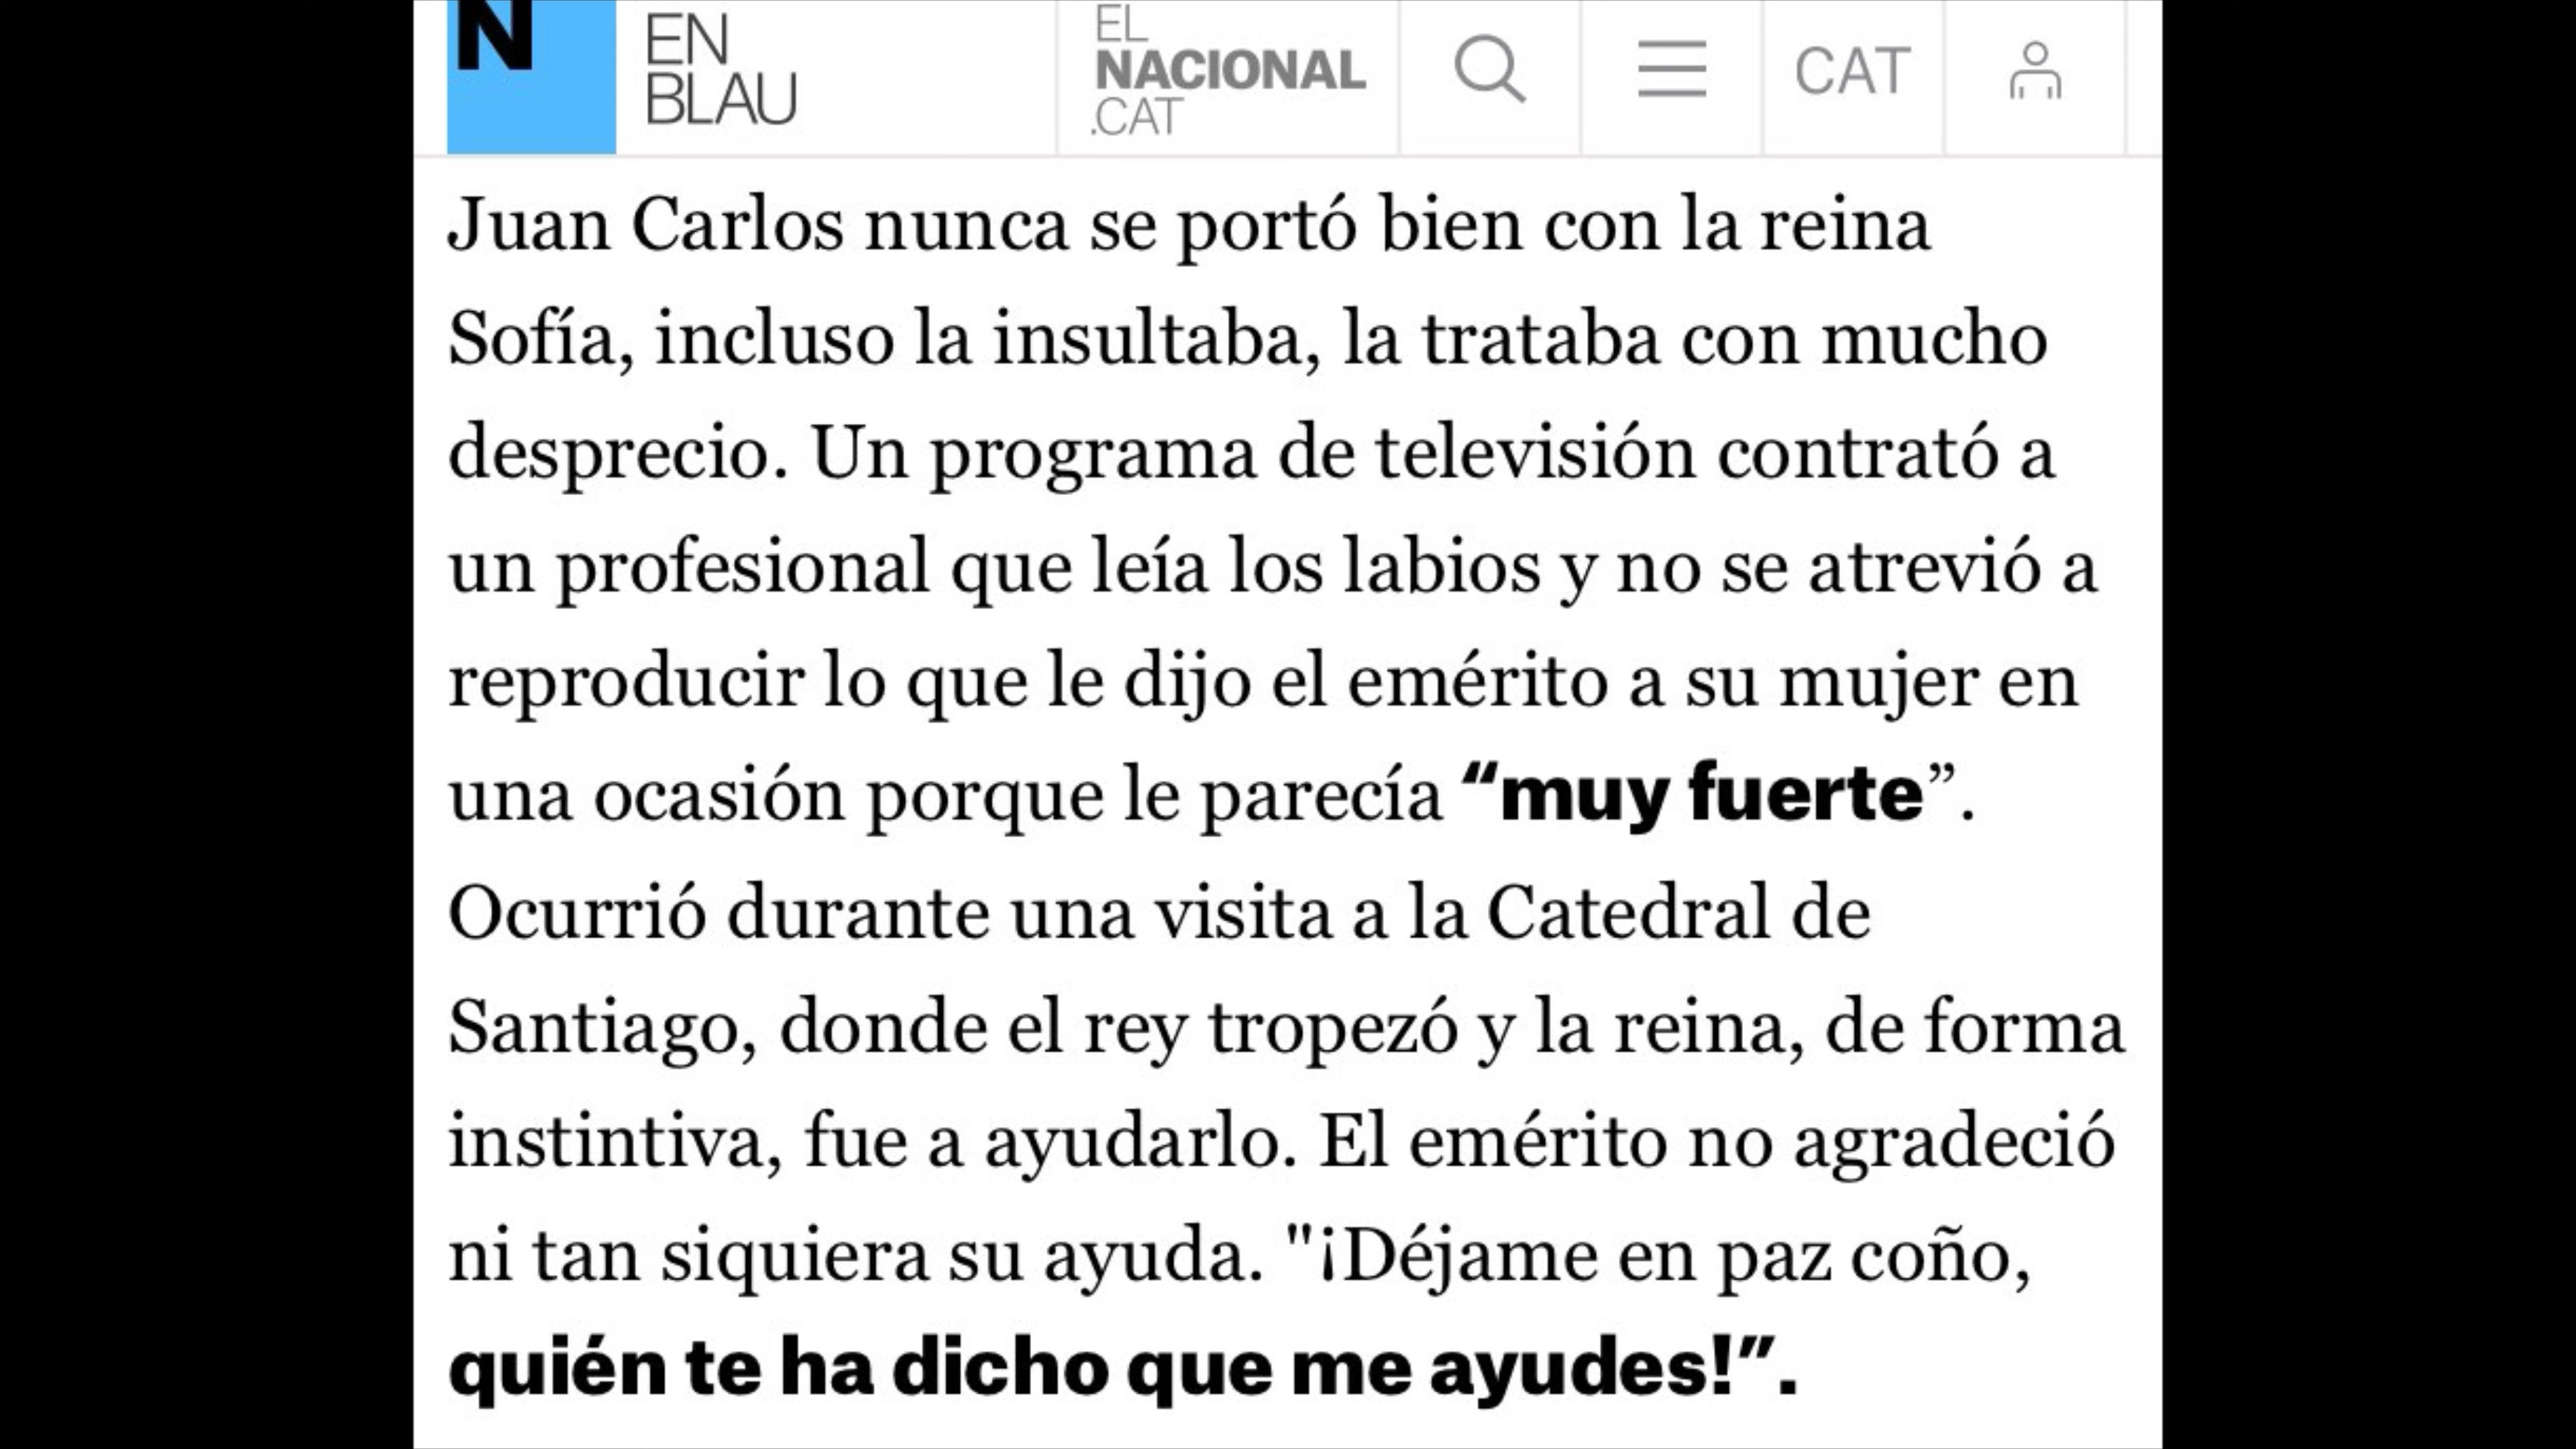 N
EN
BLAU
EL
NACIONAL
.CAT
CAT
Juan Carlos nunca se portó bien con la reina
Sofía, incluso la insultaba, la trataba con mucho
desprecio. Un programa de televisión contrató a
un profesional que leía los labios y no se atrevió a
reproducir lo que le dijo el emérito a su mujer en
una ocasión porque le parecía “muy fuerte”.
Ocurrió durante una visita a la Catedral de
Santiago, donde el rey tropezó y la reina, de forma
instintiva, fue a ayudarlo. El emérito no agradeció
ni tan siquiera su ayuda. "¡Déjame en paz coño,
quién te ha dicho que me ayudes!”.